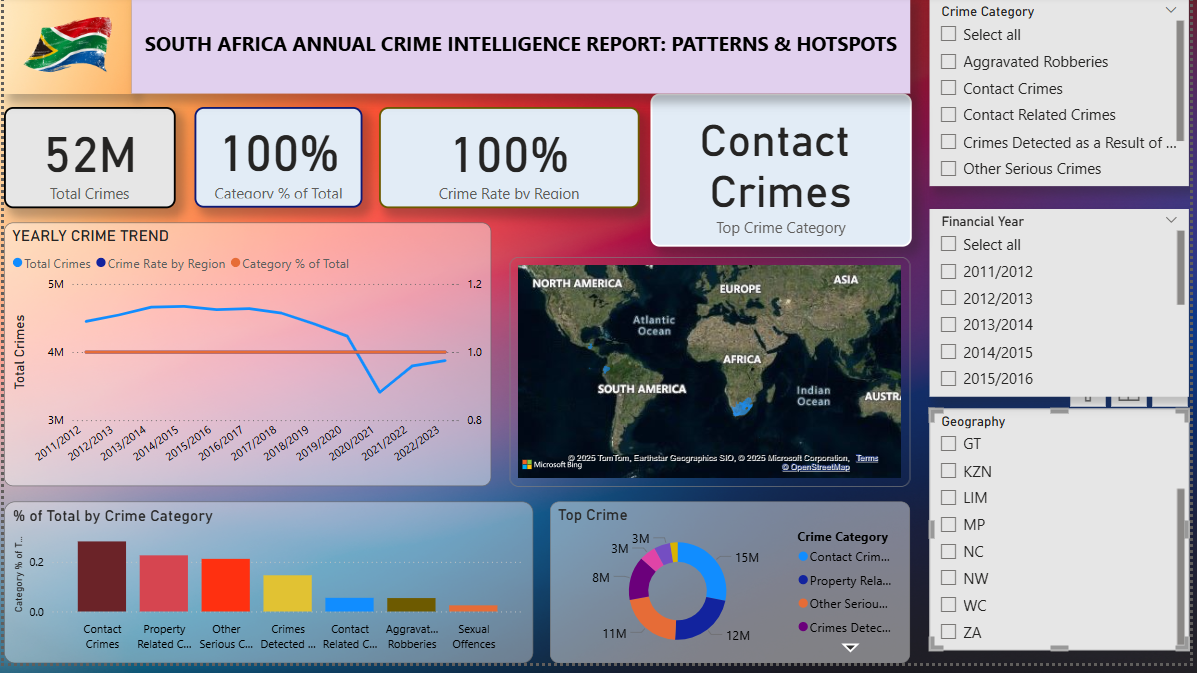 SOUTH AFRICA ANNUAL CRIME INTELLIGENCE REPORT: PATTERNS & HOTSPOTS
52M
Total Crimes
100%
Category % of Total
100%
Crime Rate by Region
Contact
Crimes
Top Crime Category
YEARLY CRIME TREND
Total Crimes Crime Rate by Region Category % of Total
5M
4M
3M
1.2
1.0
0.8
Total Crimes
2011/2012
2012/2013
2013/2014
2014/2015
2015/2016
2016/2017
2017/2018
2018/2019
2019/2020
2020/2021
2021/2022
2022/2023
NORTH AMERICA
EUROPE
ASIA
Atlantic
Ocean
AFRICA
SOUTH AMERICA
Indian
Ocean
AUSTRA
Microsoft Bing
© 2025 TomTom, Earthstar Geographics SIO, © 2025 Microsoft Corporation, Terms
© OpenStreetMap
% of Total by Crime Category
Category % of T...
0.2
0.0
Contact
Crimes
Property
Related C...
Other
Serious C...
Crimes
Detected ...
Contact
Related C...
Aggravat...
Robberies
Sexual
Offences
Top Crime
15M
12M
11M
8M
3M
3M
Crime Category
Contact Crim...
Property Rela...
Other Seriou...
Crimes Detec...
Crime Category
Select all
Aggravated Robberies
Contact Crimes
Contact Related Crimes
Crimes Detected as a Result of ...
Other Serious Crimes
Financial Year
Select all
2011/2012
2012/2013
2013/2014
2014/2015
2015/2016
Geography
GT
KZN
LIM
MP
NC
NW
WC
ZA